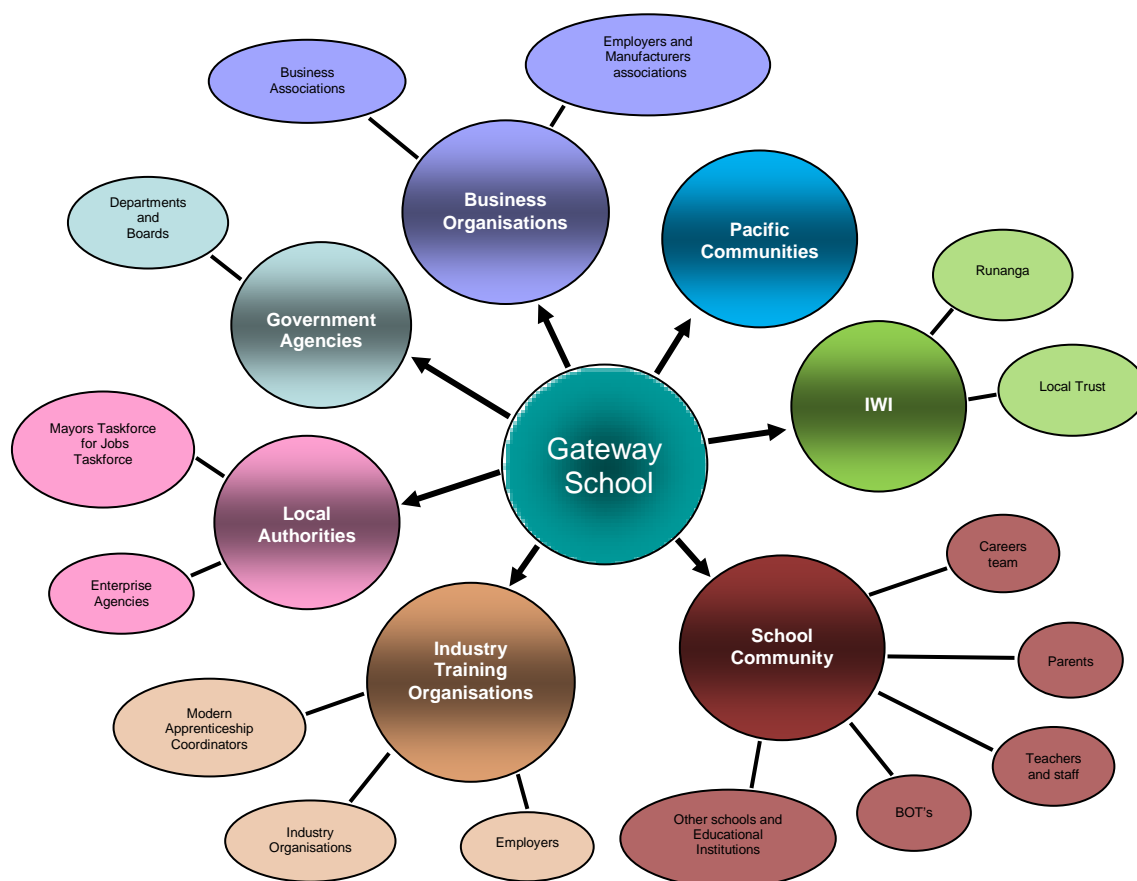 Employers and
Manufacturers
associations
Business
Associations
Business
Organisations
Departments
and
Boards
Pacific
Communities
Runanga
Government
Agencies
Local Trust
IWI
Mayors Taskforce
for Jobs
Taskforce
Gateway
School
Local
Authorities
Careers
team
Enterprise
Agencies
School
Community
Industry
Training
Organisations
Parents
Modern
Apprenticeship
Coordinators
Teachers
and staff
BOT's
Other schools and
Educational
Institutions
Industry
Organisations
Employers